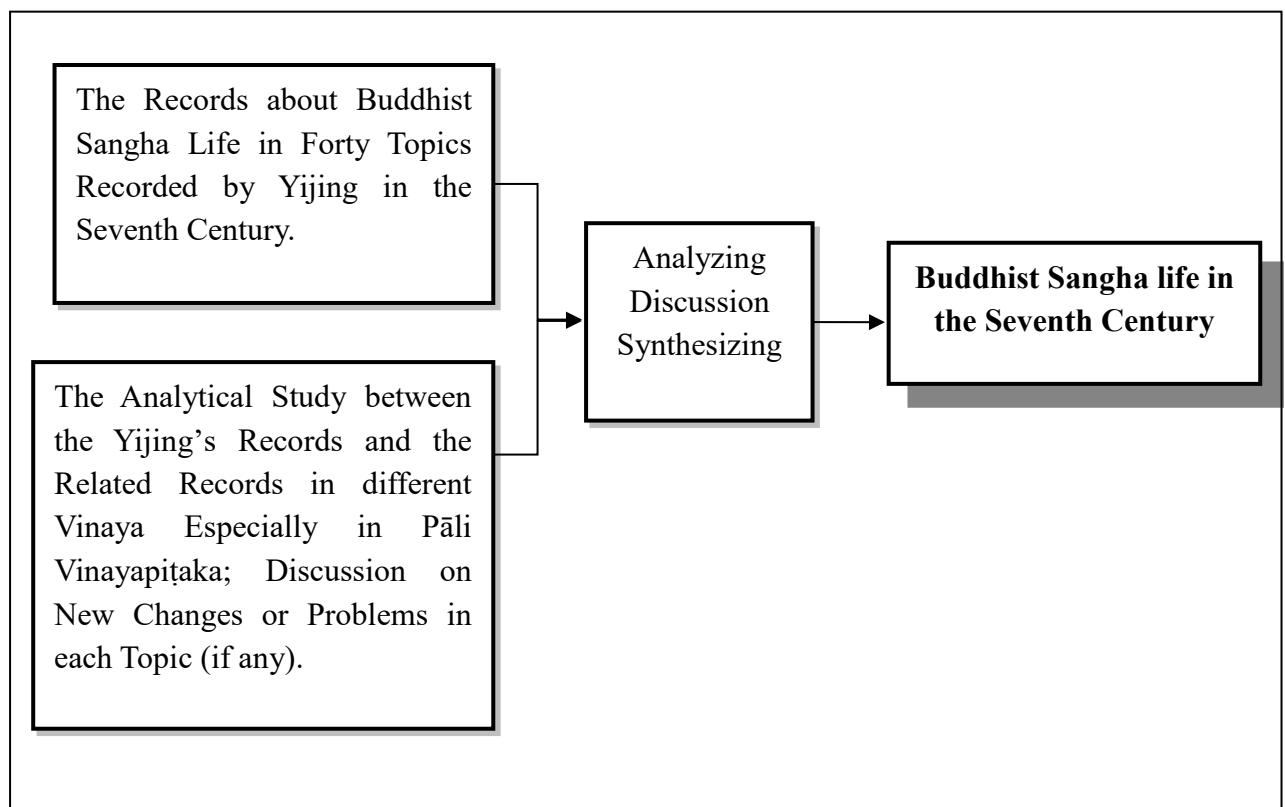 The Records about Buddhist
Sangha Life in Forty Topics
Recorded by Yijing in the
Seventh Century.
The Analytical Study between
the Yijing’s Records and the
Related Records in different
Vinaya Especially in Pāli
Vinayapiṭaka; Discussion on
New Changes or Problems in
each Topic (if any).
Analyzing
Discussion
Synthesizing
Buddhist Sangha life in
the Seventh Century